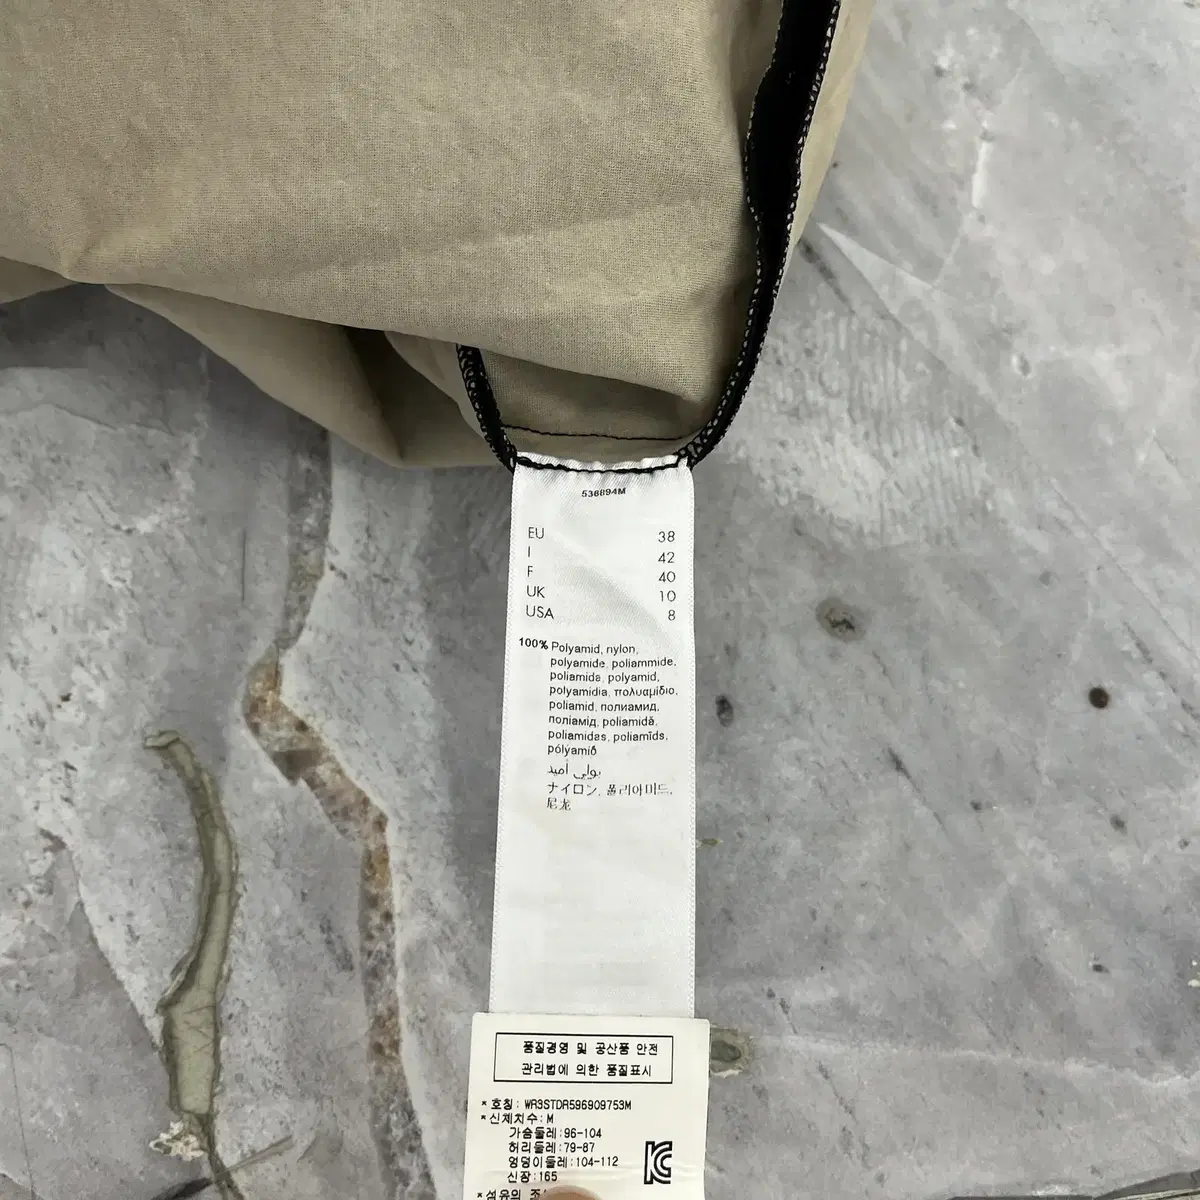 536894M
EU 38
I 42
F 40
UK 10
USA 8
100% Polyamid, nylon,
polyamide, poliammide,
poliamida, polyamid,
polyamidia, πολυαμίδιο,
poliamid, полиамид,
поліамід, poliamidă,
poliamidas, poliamīds,
pólýamíð
بولي أميد
ナイロン, 폴리아미드,
尼龙
품질경영 및 공산품 안전
관리법에 의한 품질표시
* 호칭: WR3STDR596909753M
* 신체치수: M
가슴둘레:96-104
허리둘레:79-87
엉덩이둘레:104-112
신장:165
* 섬유의